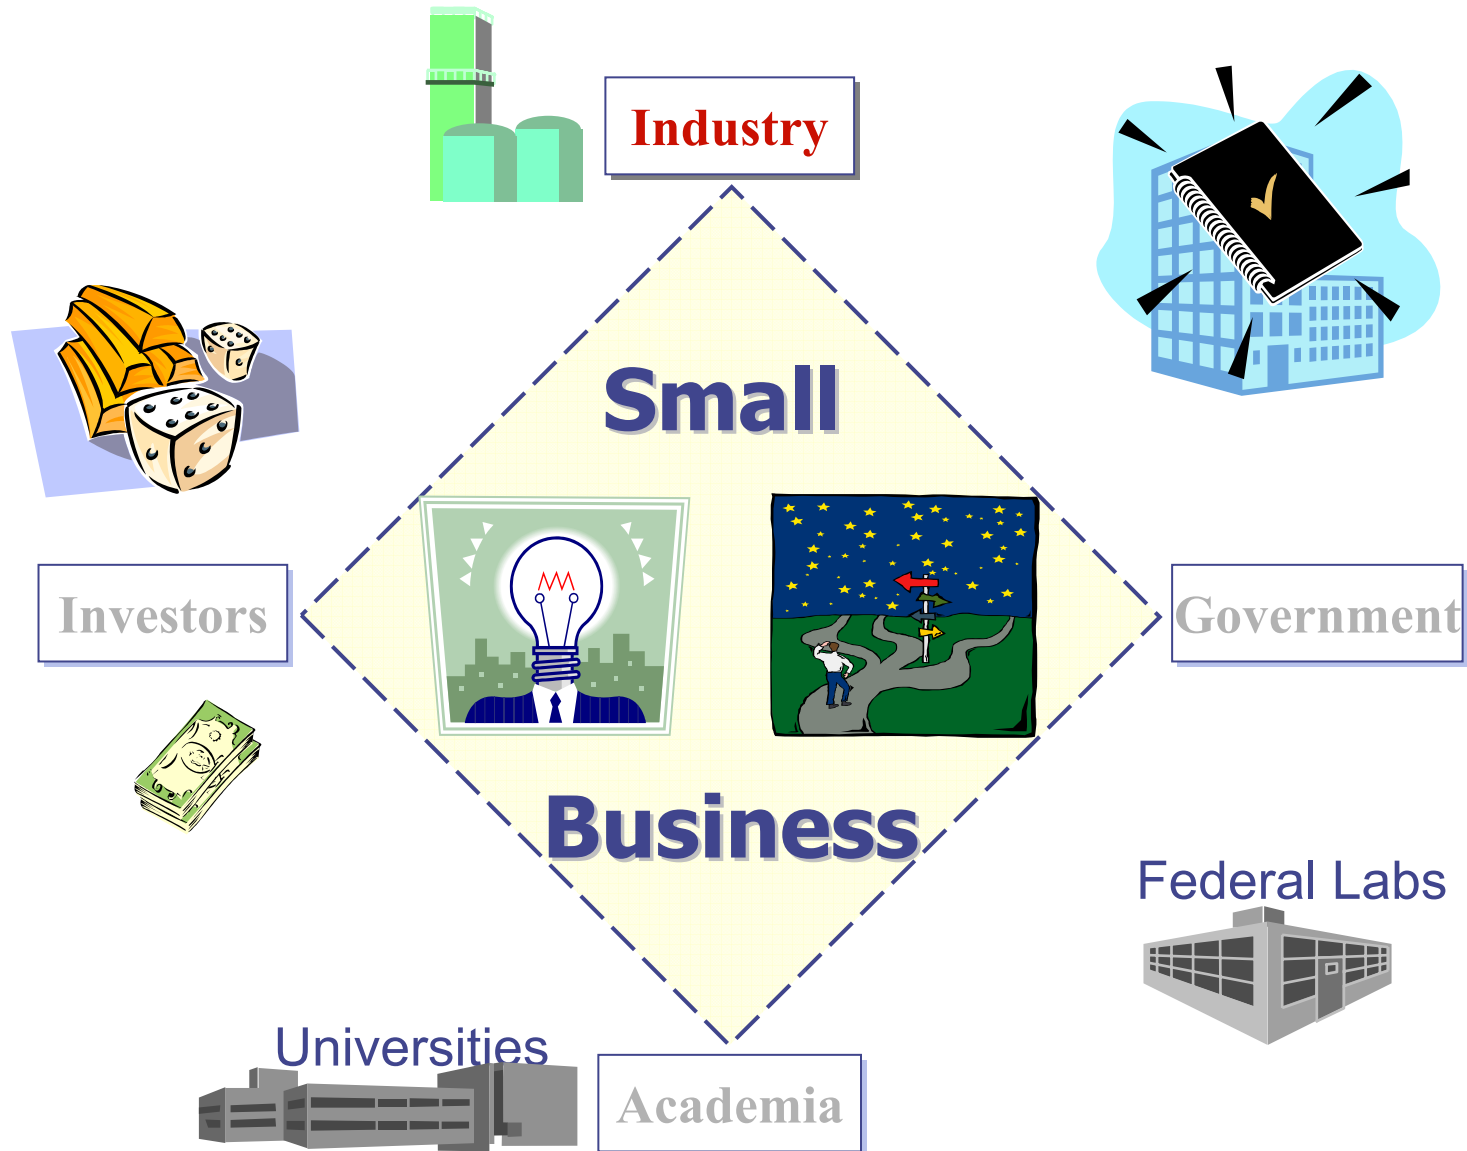 Industry
Small
Investors
Government
Business
Federal Labs
Universities
Academia